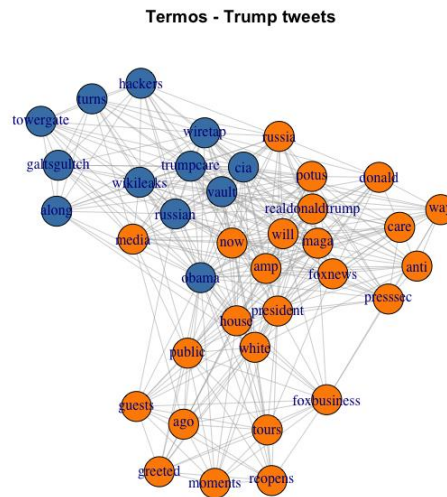 Termos - Trump tweets
hackers
turns
towergate
wiretap
russia
galtsgultch
trumpcare
cia
potus
donald
wikileaks
vault
realdonaldtrump
way
along
russian
will
care
media
now
maga
amp
foxnews
anti
obama
presssec
president
house
public
white
guests
foxbusiness
ago
tours
greeted
moments
reopens